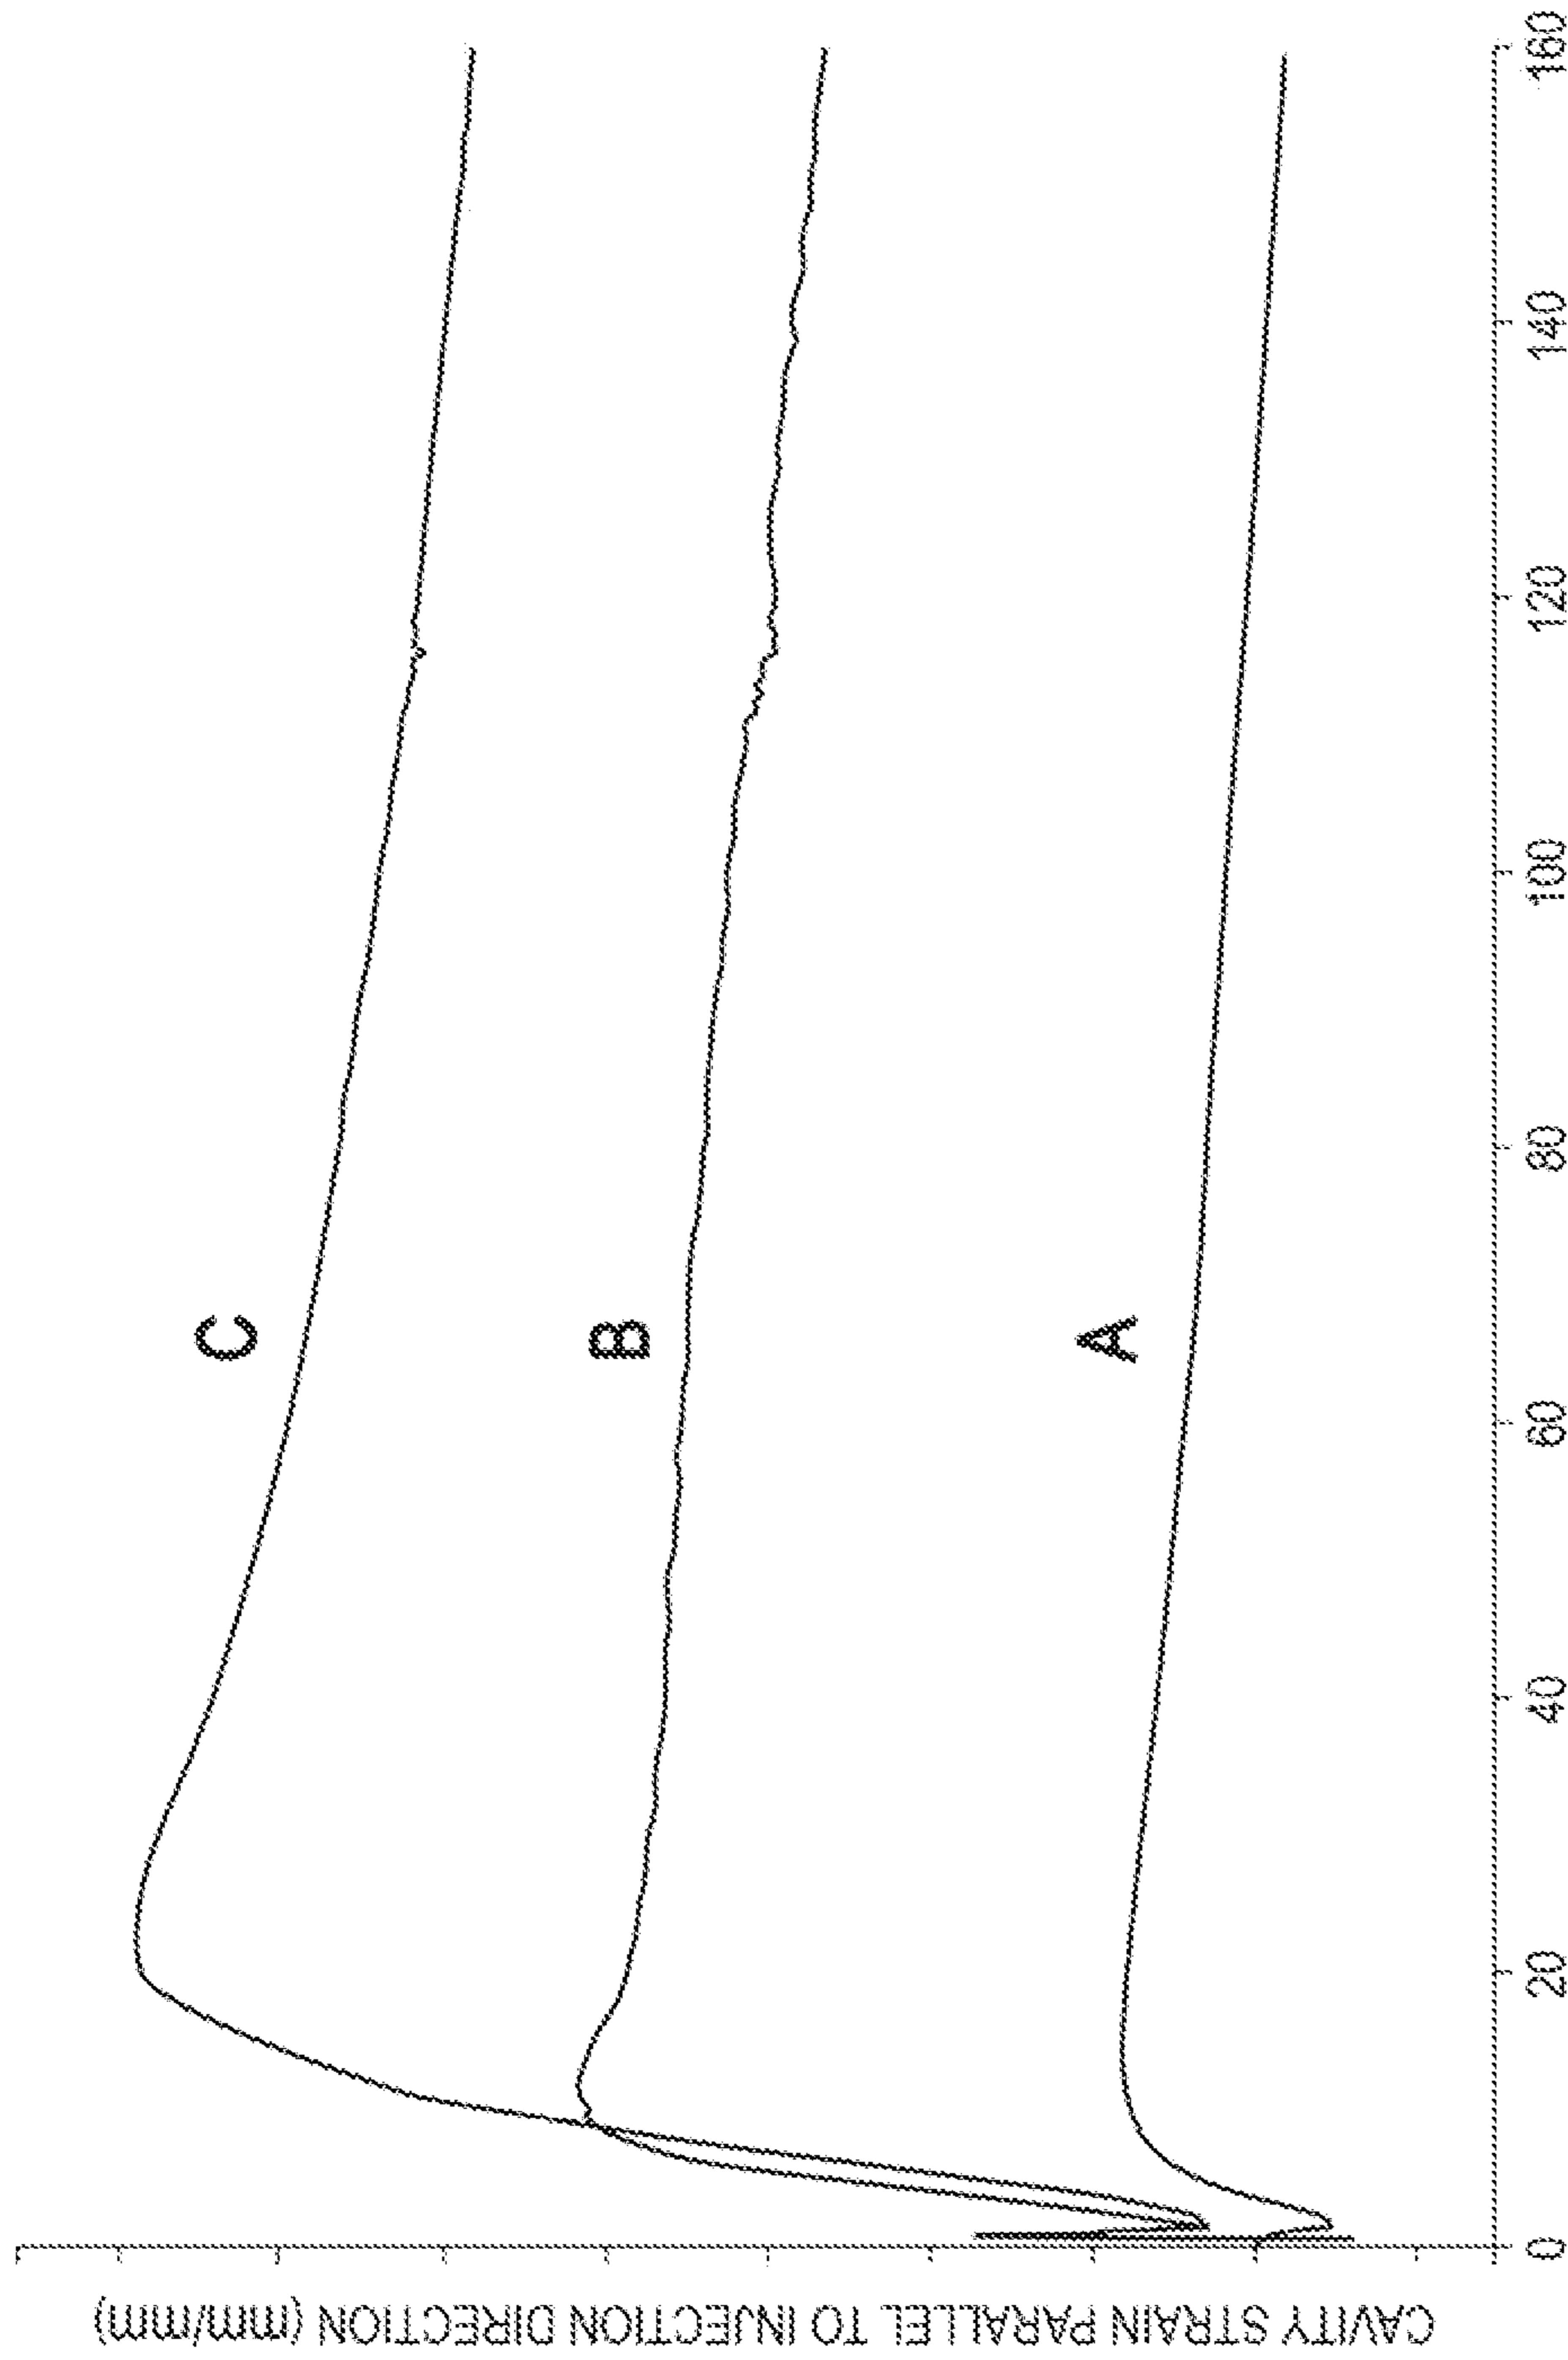 CAVITY STRAIN PARALLEL TO INJECTION DIRECTION (mm/mm)
C
B
A
0
20
40
60
80
100
120
140
160